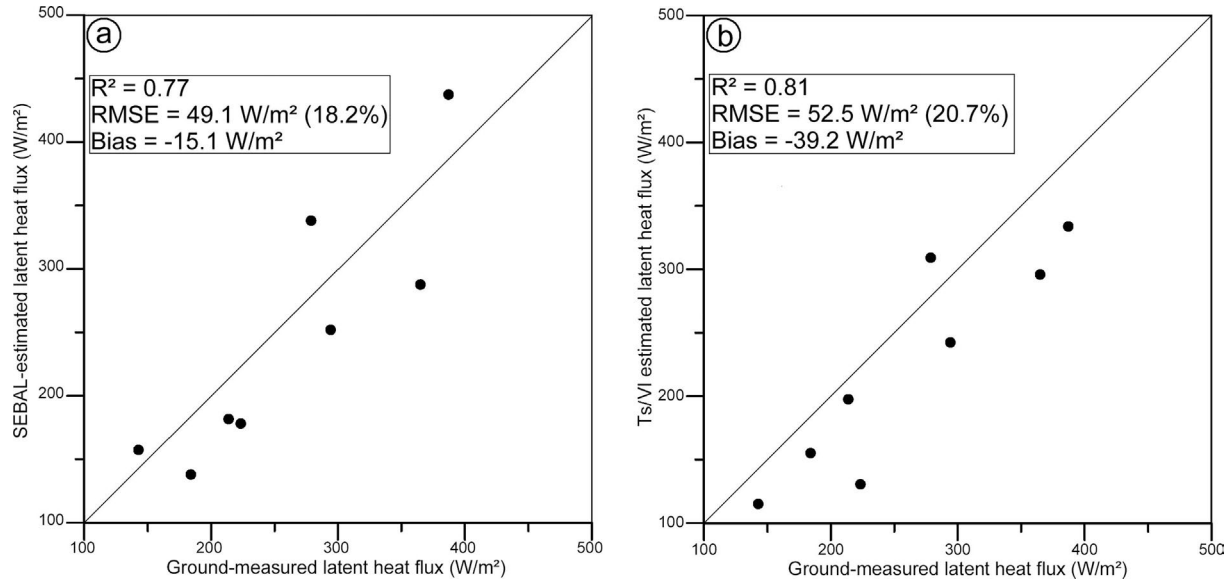 a
R² = 0.77
RMSE = 49.1 W/m² (18.2%)
Bias = -15.1 W/m²
SEBAL-estimated latent heat flux (W/m²)
500
400
300
200
100
100
200
300
400
500
Ground-measured latent heat flux (W/m²)
b
R² = 0.81
RMSE = 52.5 W/m² (20.7%)
Bias = -39.2 W/m²
Ts/VI estimated latent heat flux (W/m²)
500
400
300
200
100
100
200
300
400
500
Ground-measured latent heat flux (W/m²)